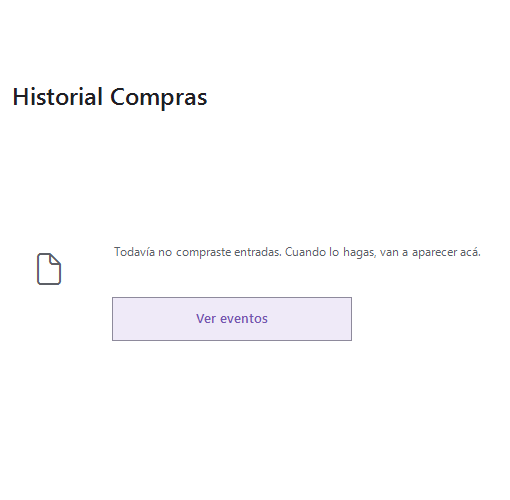 Historial Compras
Todavía no compraste entradas. Cuando lo hagas, van a aparecer acá.
Ver eventos